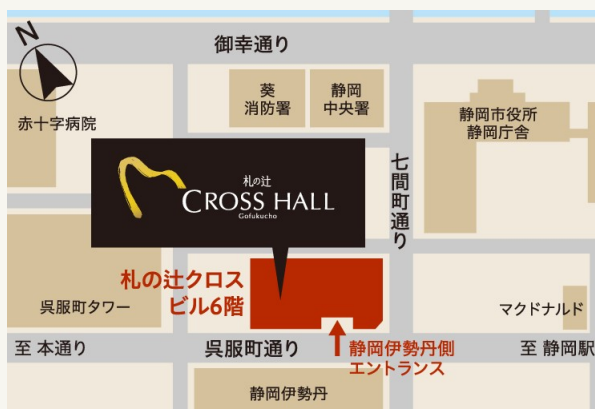 N
御幸通り
葵
消防署
静岡
中央署
赤十字病院
静岡市役所
静岡庁舎
七間町通り
札の辻
CROSS HALL
Gofukucho
札の辻クロス
ビル6階
呉服町タワー
マクドナルド
至 本通り
呉服町通り
静岡伊勢丹側
エントランス
至 静岡駅
静岡伊勢丹